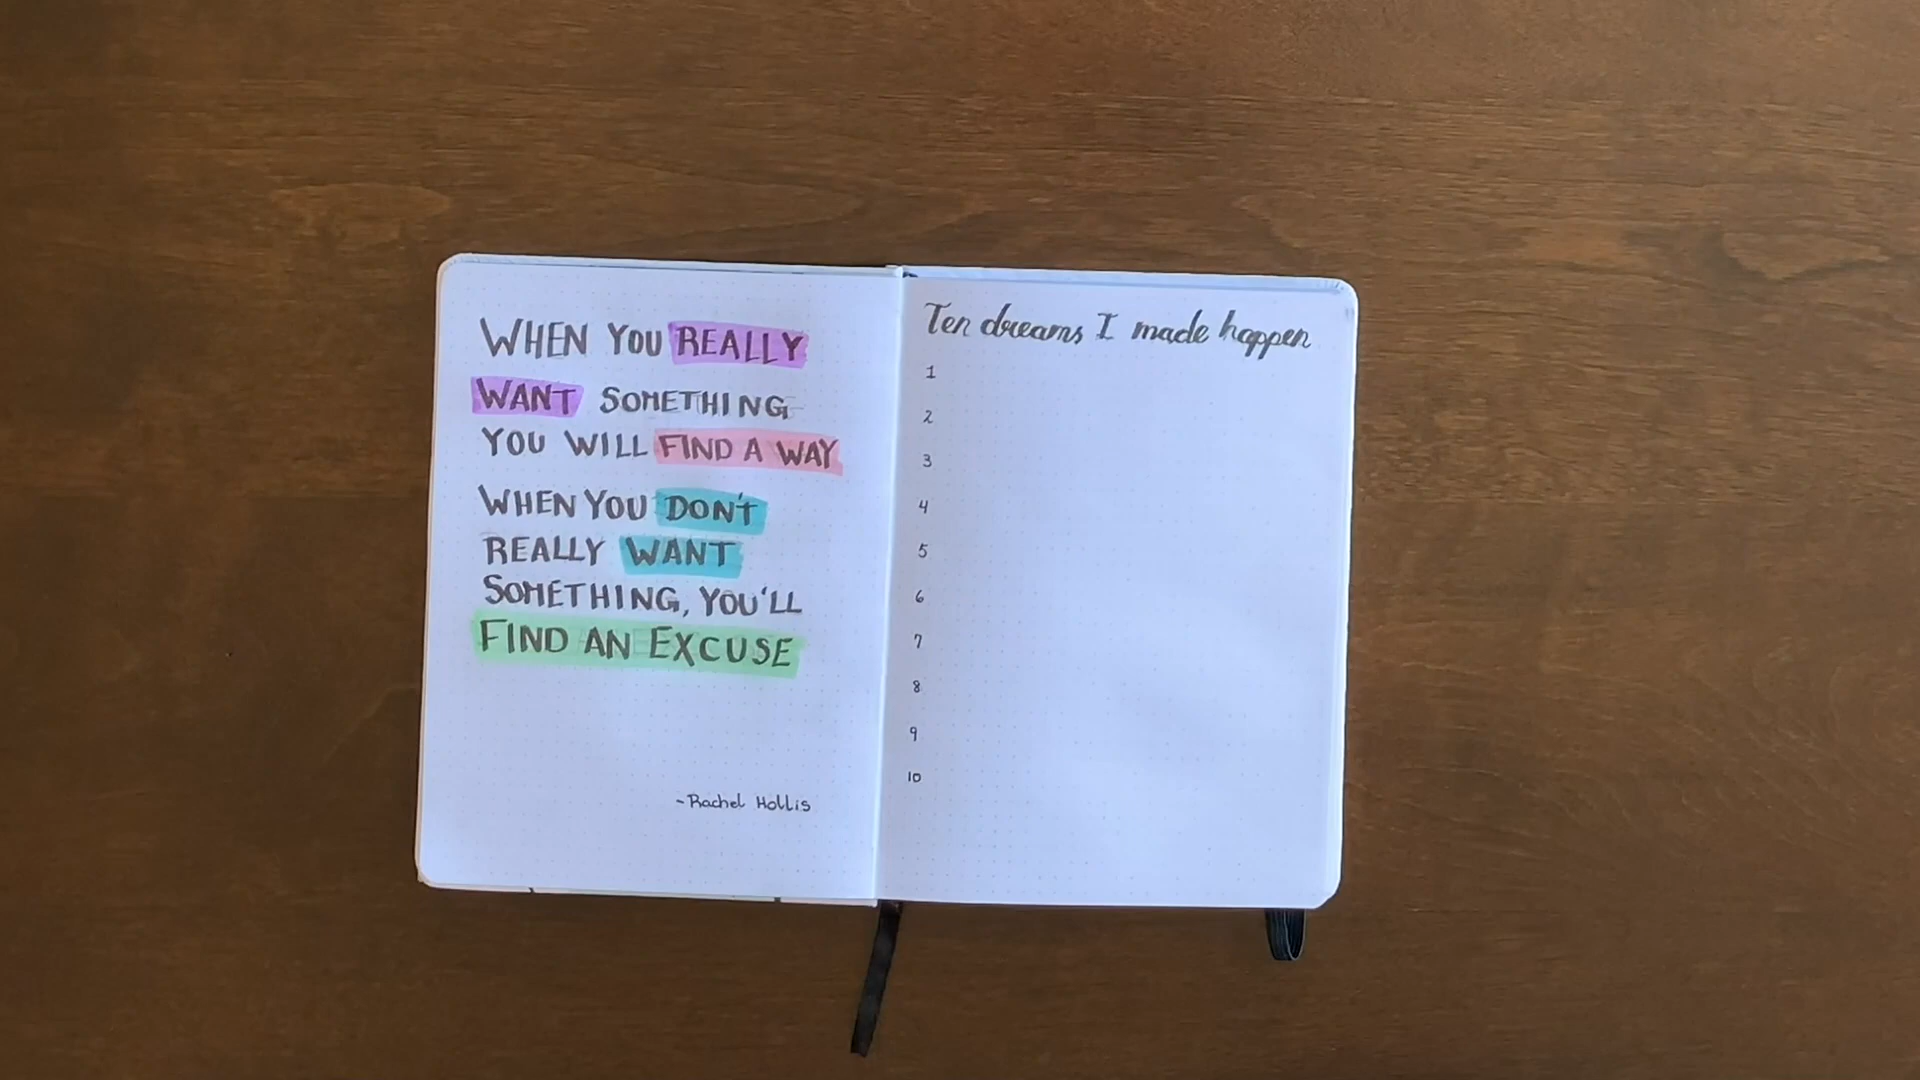 WHEN YOU REALLY
WANT SOMETHING
YOU WILL FIND A WAY
WHEN YOU DON'T
REALLY WANT
SOMETHING, YOU'LL
FIND AN EXCUSE
-Rachel Hollis
Ten dreams I made happen
1
2
3
4
5
6
7
8
9
10